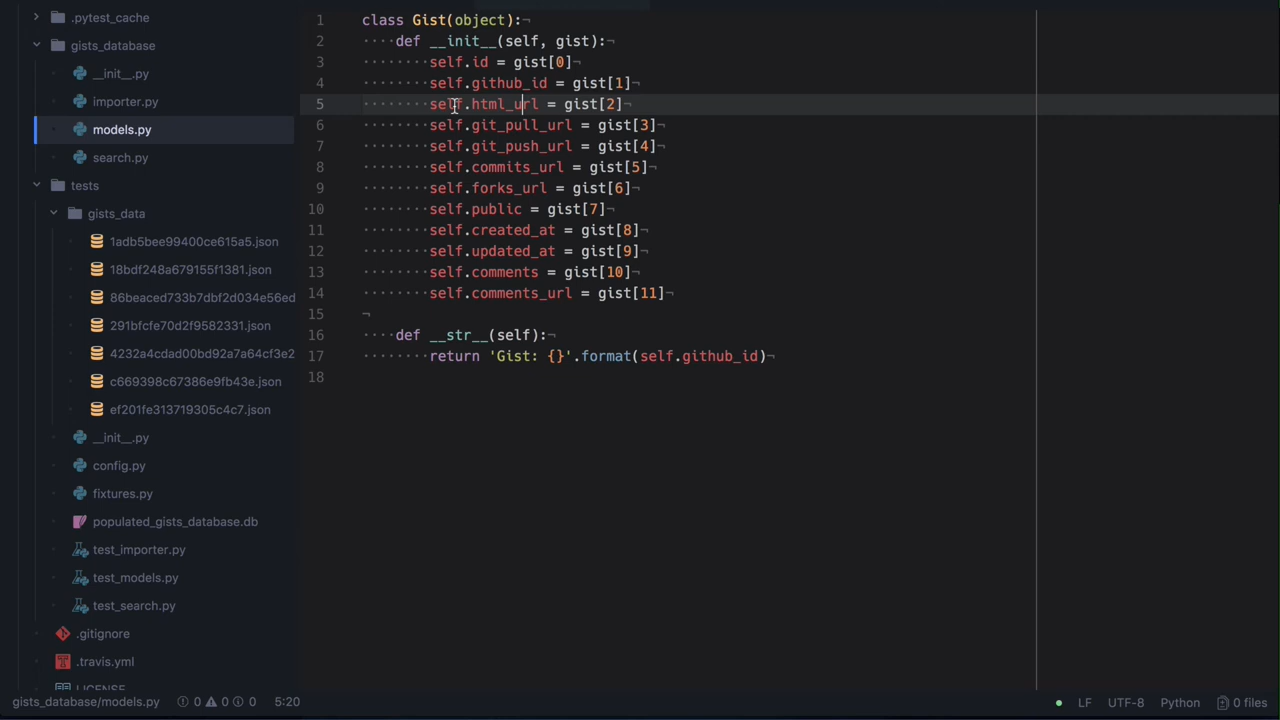 .pytest_cache
gists_database
__init__.py
importer.py
models.py
search.py
tests
gists_data
1adb5bee99400ce615a5.json
18bdf248a679155f1381.json
86beaced733b7dbf2d034e56ed
291bfcfe70d2f9582331.json
4232a4cdad00bd92a7a64cf3e2
c669398c67386e9fb43e.json
ef201fe313719305c4c7.json
__init__.py
config.py
fixtures.py
populated_gists_database.db
test_importer.py
test_models.py
test_search.py
.gitignore
.travis.yml
LICENSE
1 class Gist(object):¬
2 ····def __init__(self, gist):¬
3 ········self.id = gist[0]¬
4 ········self.github_id = gist[1]¬
5 ········self.html_url = gist[2]¬
6 ········self.git_pull_url = gist[3]¬
7 ········self.git_push_url = gist[4]¬
8 ········self.commits_url = gist[5]¬
9 ········self.forks_url = gist[6]¬
10 ········self.public = gist[7]¬
11 ········self.created_at = gist[8]¬
12 ········self.updated_at = gist[9]¬
13 ········self.comments = gist[10]¬
14 ········self.comments_url = gist[11]¬
15 ¬
16 ····def __str__(self):¬
17 ········return 'Gist: {}'.format(self.github_id)¬
18
gists_database/models.py 0 0 0 5:20 LF UTF-8 Python 0 files